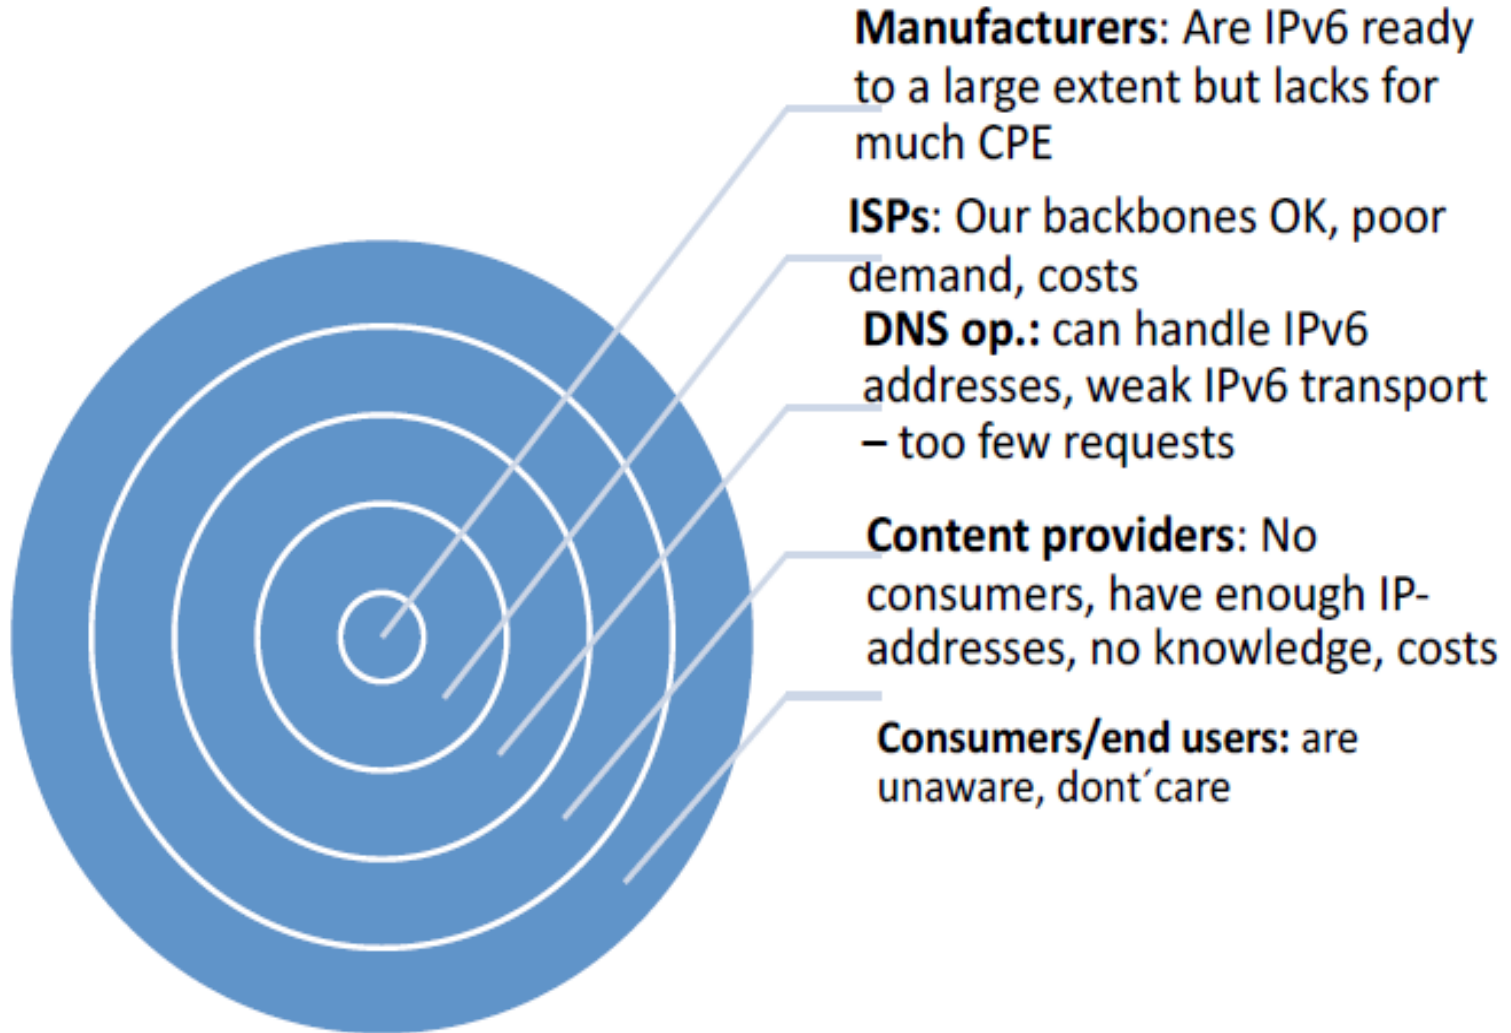 Manufacturers: Are IPv6 ready
to a large extent but lacks for
much CPE
ISPs: Our backbones OK, poor
demand, costs
DNS op.: can handle IPv6
addresses, weak IPv6 transport
– too few requests
Content providers: No
consumers, have enough IP-
addresses, no knowledge, costs
Consumers/end users: are
unaware, dont´care